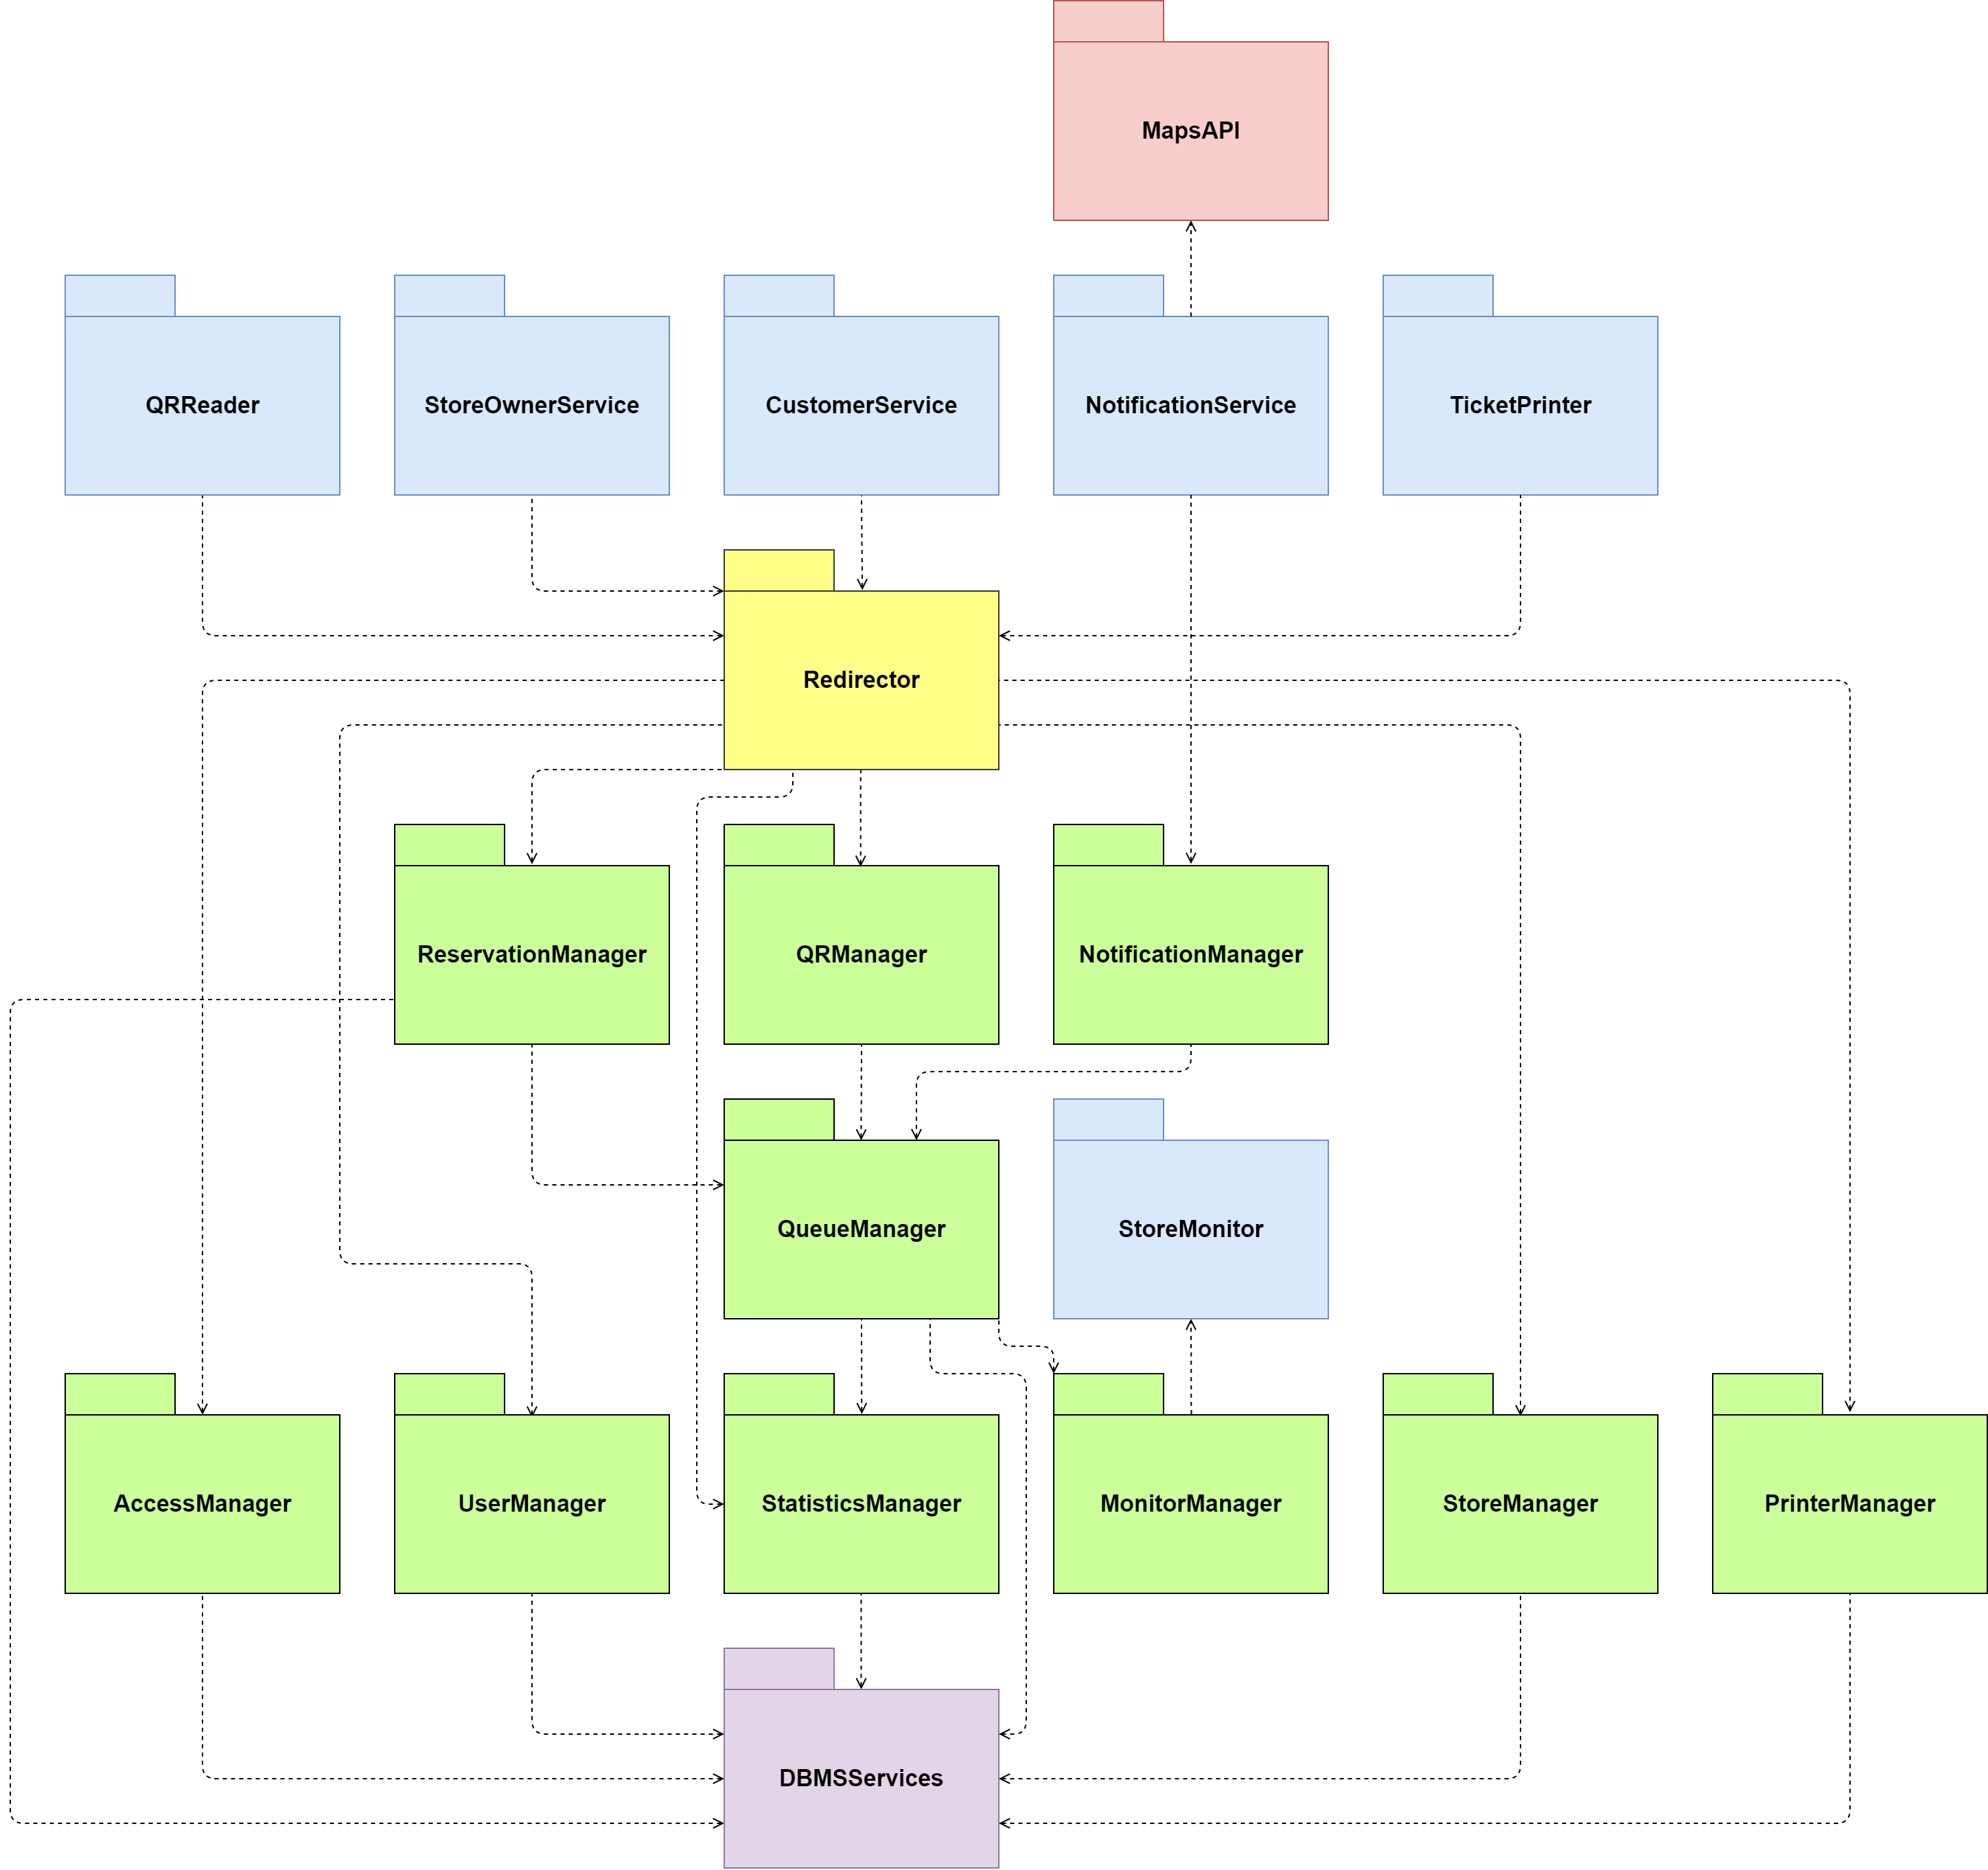 MapsAPI
QRReader
StoreOwnerService
CustomerService
NotificationService
TicketPrinter
Redirector
ReservationManager
QRManager
NotificationManager
QueueManager
StoreMonitor
AccessManager
UserManager
StatisticsManager
MonitorManager
StoreManager
PrinterManager
DBMSServices